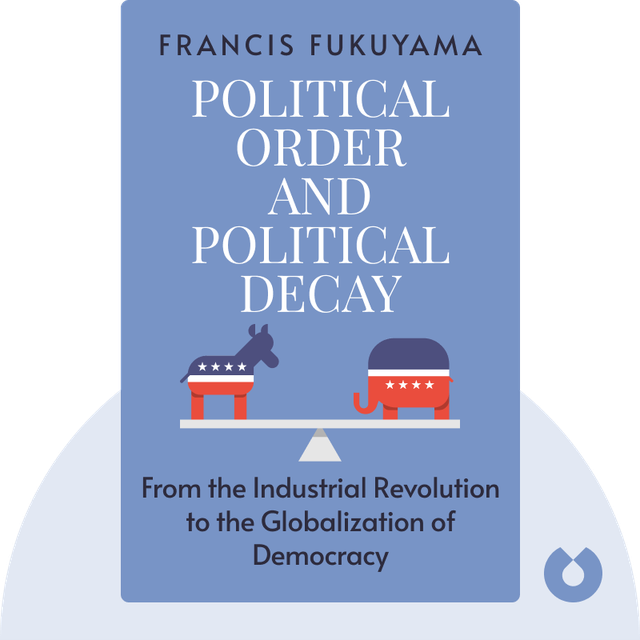 FRANCIS FUKUYAMA
POLITICAL
ORDER
AND
POLITICAL
DECAY
From the Industrial Revolution
to the Globalization of
Democracy